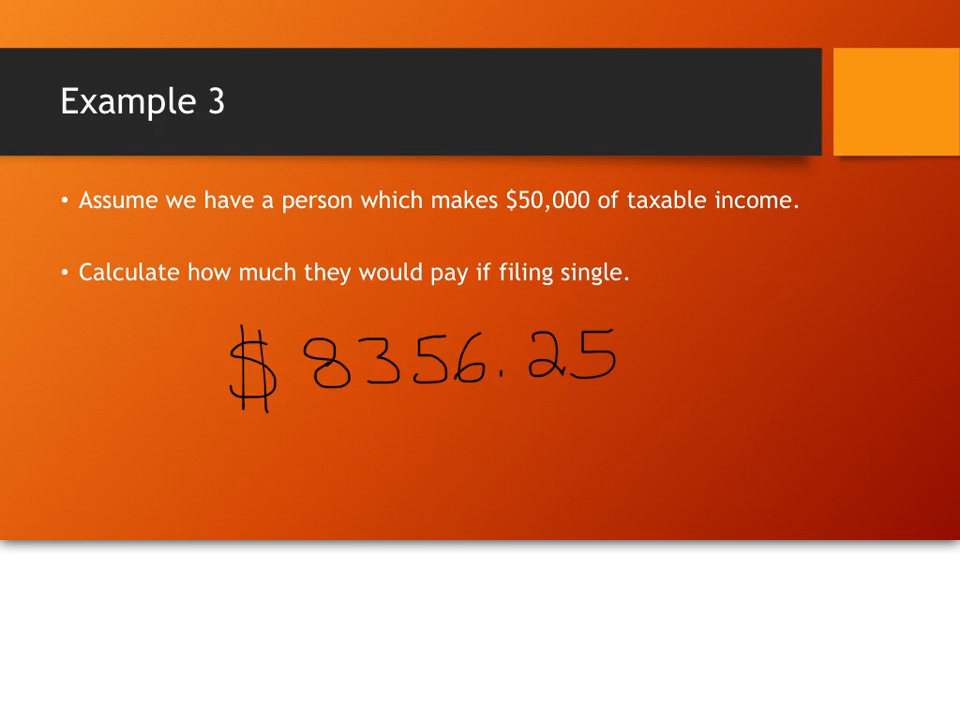 Example 3
• Assume we have a person which makes $50,000 of taxable income.
• Calculate how much they would pay if filing single.
$8356.25